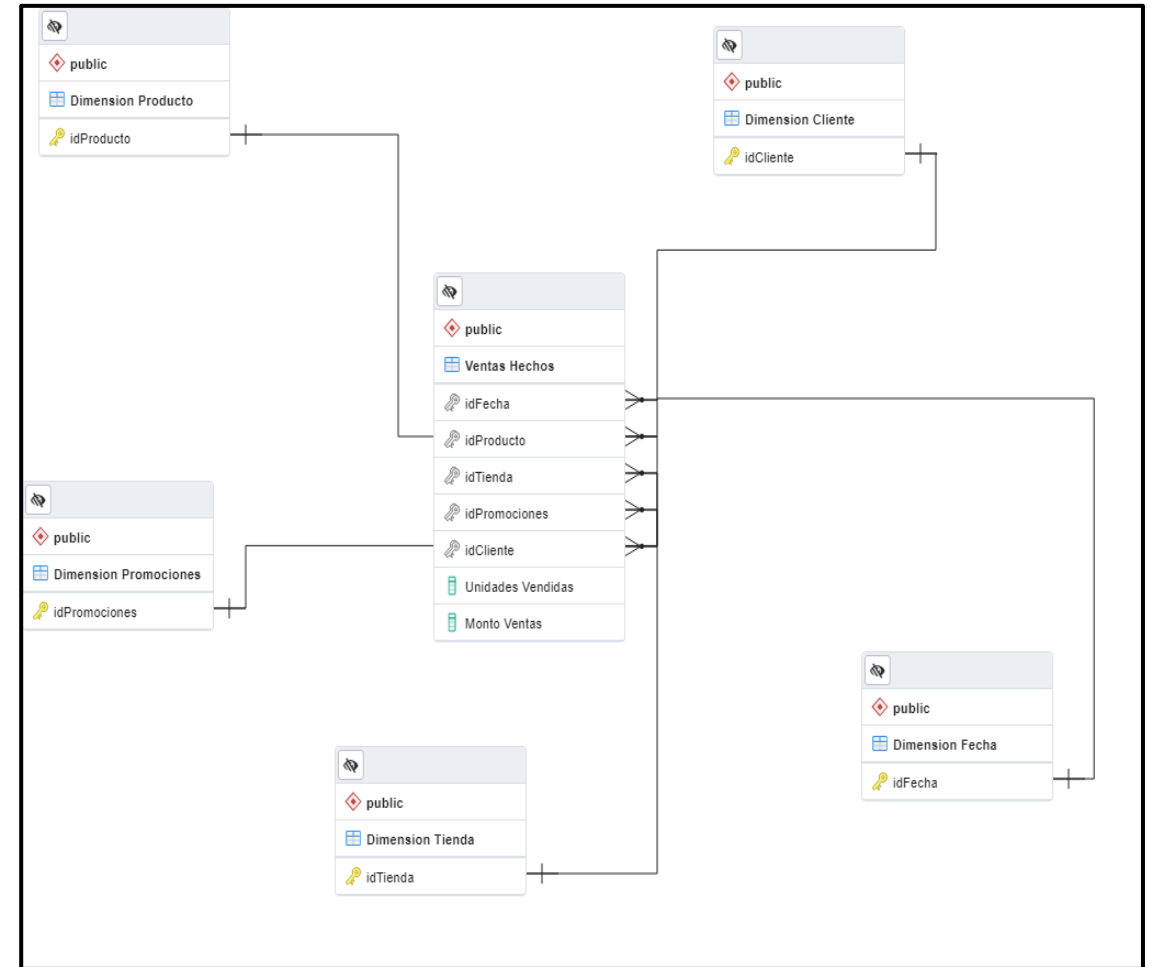 public
Dimension Producto
idProducto
public
Dimension Cliente
idCliente
public
Ventas Hechos
idFecha
idProducto
idTienda
idPromociones
idCliente
Unidades Vendidas
Monto Ventas
public
Dimension Promociones
idPromociones
public
Dimension Fecha
idFecha
public
Dimension Tienda
idTienda